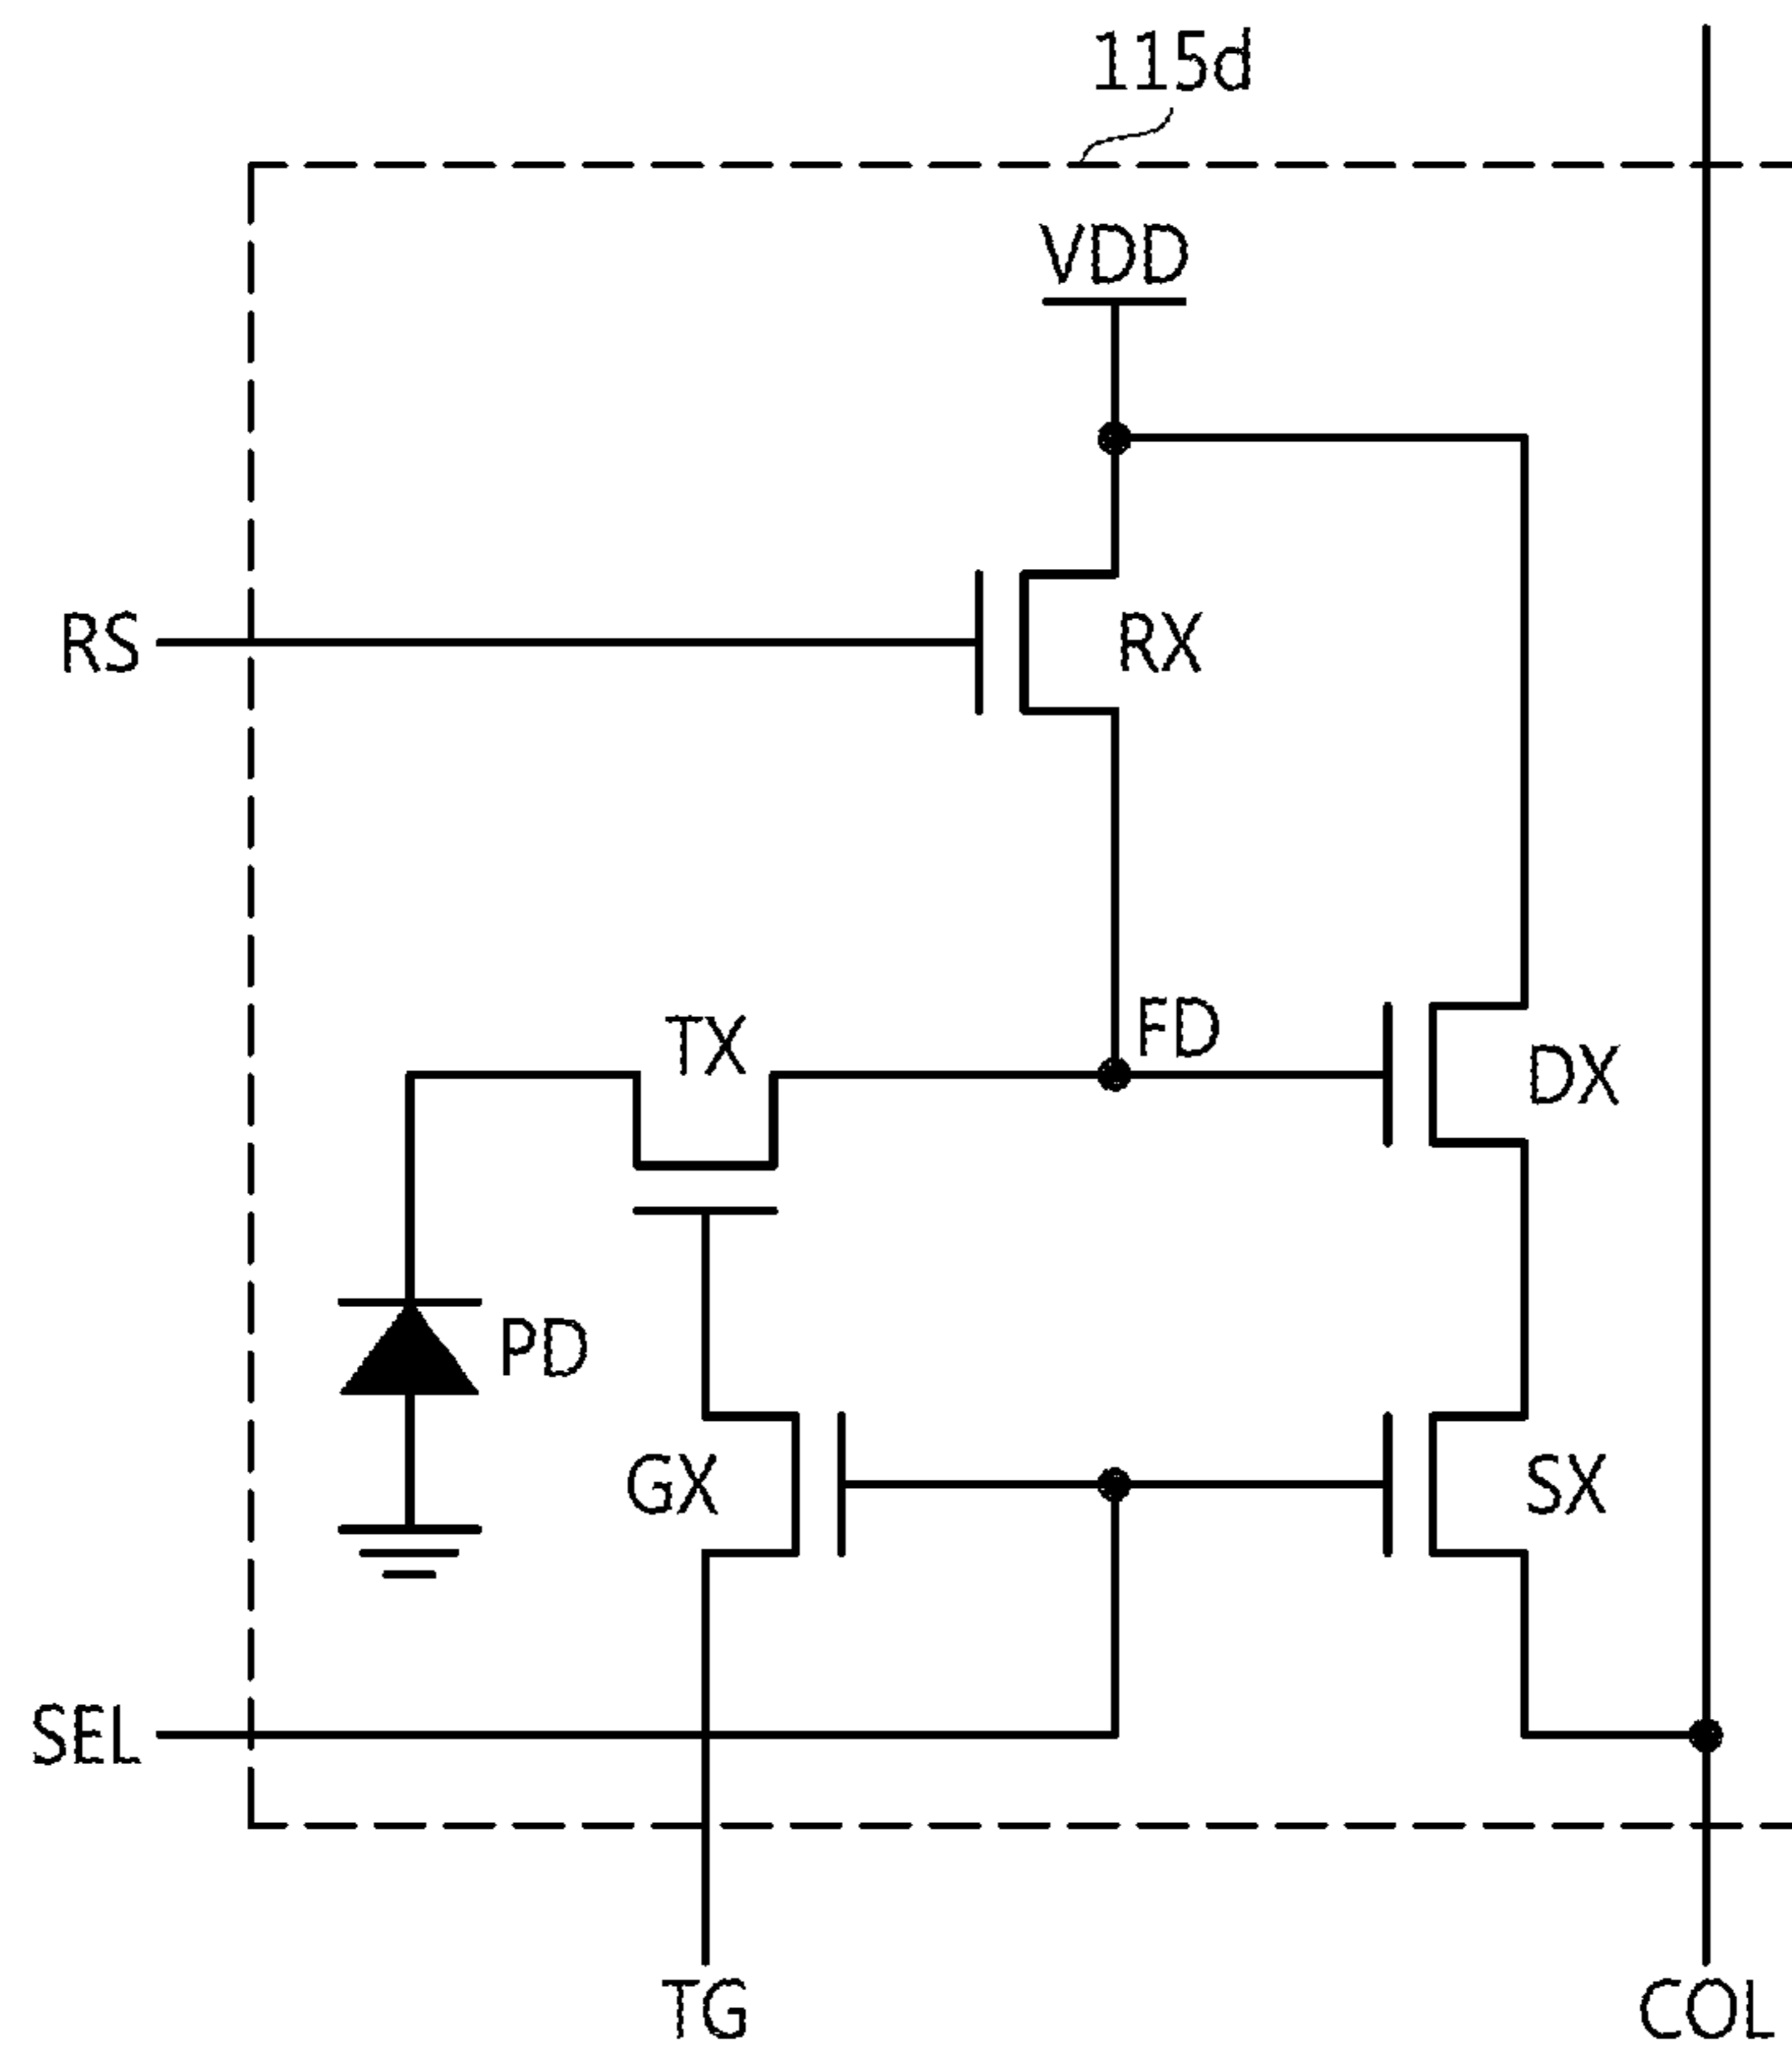 115d
VDD
RS
RX
FD
TX
DX
PD
GX
SX
SEL
TG
COL